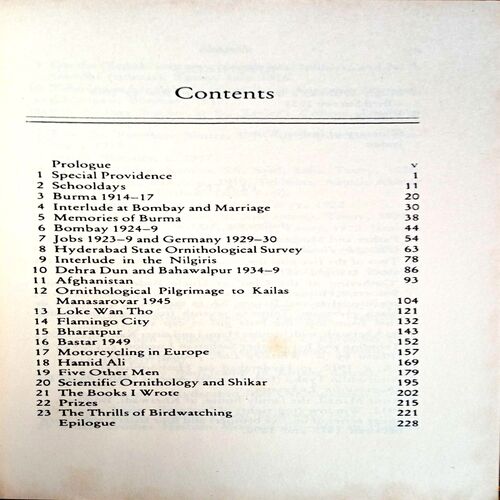 Contents
Prologue v
1 Special Providence 1
2 Schooldays 11
3 Burma 1914–17 20
4 Interlude at Bombay and Marriage 30
5 Memories of Burma 38
6 Bombay 1924–9 44
7 Jobs 1923–9 and Germany 1929–30 54
8 Hyderabad State Ornithological Survey 63
9 Interlude in the Nilgiris 78
10 Dehra Dun and Bahawalpur 1934–9 86
11 Afghanistan 93
12 Ornithological Pilgrimage to Kailas
Manasarovar 1945 104
13 Loke Wan Tho 121
14 Flamingo City 132
15 Bharatpur 143
16 Bastar 1949 152
17 Motorcycling in Europe 157
18 Hamid Ali 169
19 Five Other Men 179
20 Scientific Ornithology and Shikar 195
21 The Books I Wrote 202
22 Prizes 215
23 The Thrills of Birdwatching 221
Epilogue 228